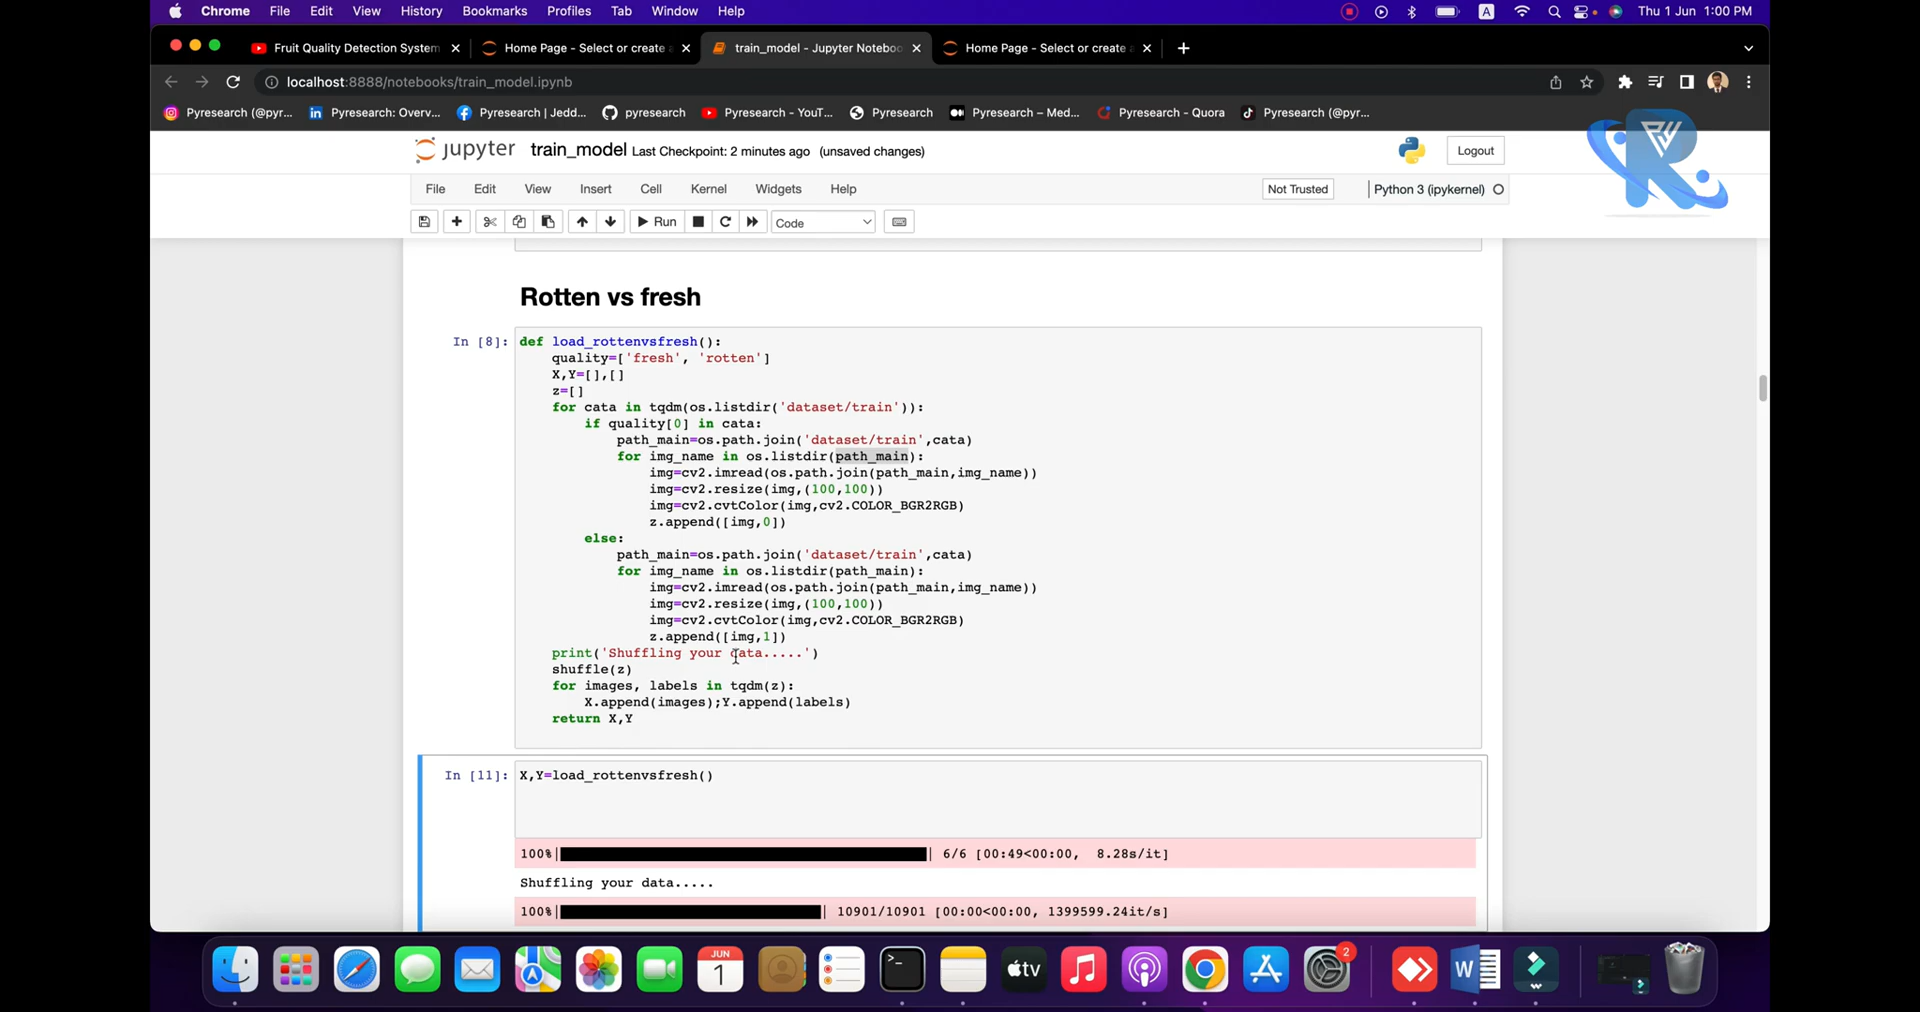 Chrome File Edit View History Bookmarks Profiles Tab Window Help A Thu 1 Jun 1:00 PM
Fruit Quality Detection System Home Page - Select or create a train_model - Jupyter Noteboo Home Page - Select or create a
localhost:8888/notebooks/train_model.ipynb
Pyresearch (@pyr... Pyresearch: Overv... Pyresearch | Jedd... pyresearch Pyresearch - YouT... Pyresearch Pyresearch – Med... Pyresearch - Quora Pyresearch (@pyr...
jupyter train_model Last Checkpoint: 2 minutes ago (unsaved changes) Logout
File Edit View Insert Cell Kernel Widgets Help Not Trusted Python 3 (ipykernel)
Run Code
Rotten vs fresh
In [8]: def load_rottenvsfresh():
quality=['fresh', 'rotten']
X,Y=[],[]
z=[]
for cata in tqdm(os.listdir('dataset/train')):
if quality[0] in cata:
path_main=os.path.join('dataset/train',cata)
for img_name in os.listdir(path_main):
img=cv2.imread(os.path.join(path_main,img_name))
img=cv2.resize(img,(100,100))
img=cv2.cvtColor(img,cv2.COLOR_BGR2RGB)
z.append([img,0])
else:
path_main=os.path.join('dataset/train',cata)
for img_name in os.listdir(path_main):
img=cv2.imread(os.path.join(path_main,img_name))
img=cv2.resize(img,(100,100))
img=cv2.cvtColor(img,cv2.COLOR_BGR2RGB)
z.append([img,1])
print('Shuffling your data.....')
shuffle(z)
for images, labels in tqdm(z):
X.append(images);Y.append(labels)
return X,Y
In [11]: X,Y=load_rottenvsfresh()
100%| | 6/6 [00:49<00:00, 8.28s/it]
Shuffling your data.....
100%| | 10901/10901 [00:00<00:00, 1399599.24it/s]
JUN
1
tv
2
W